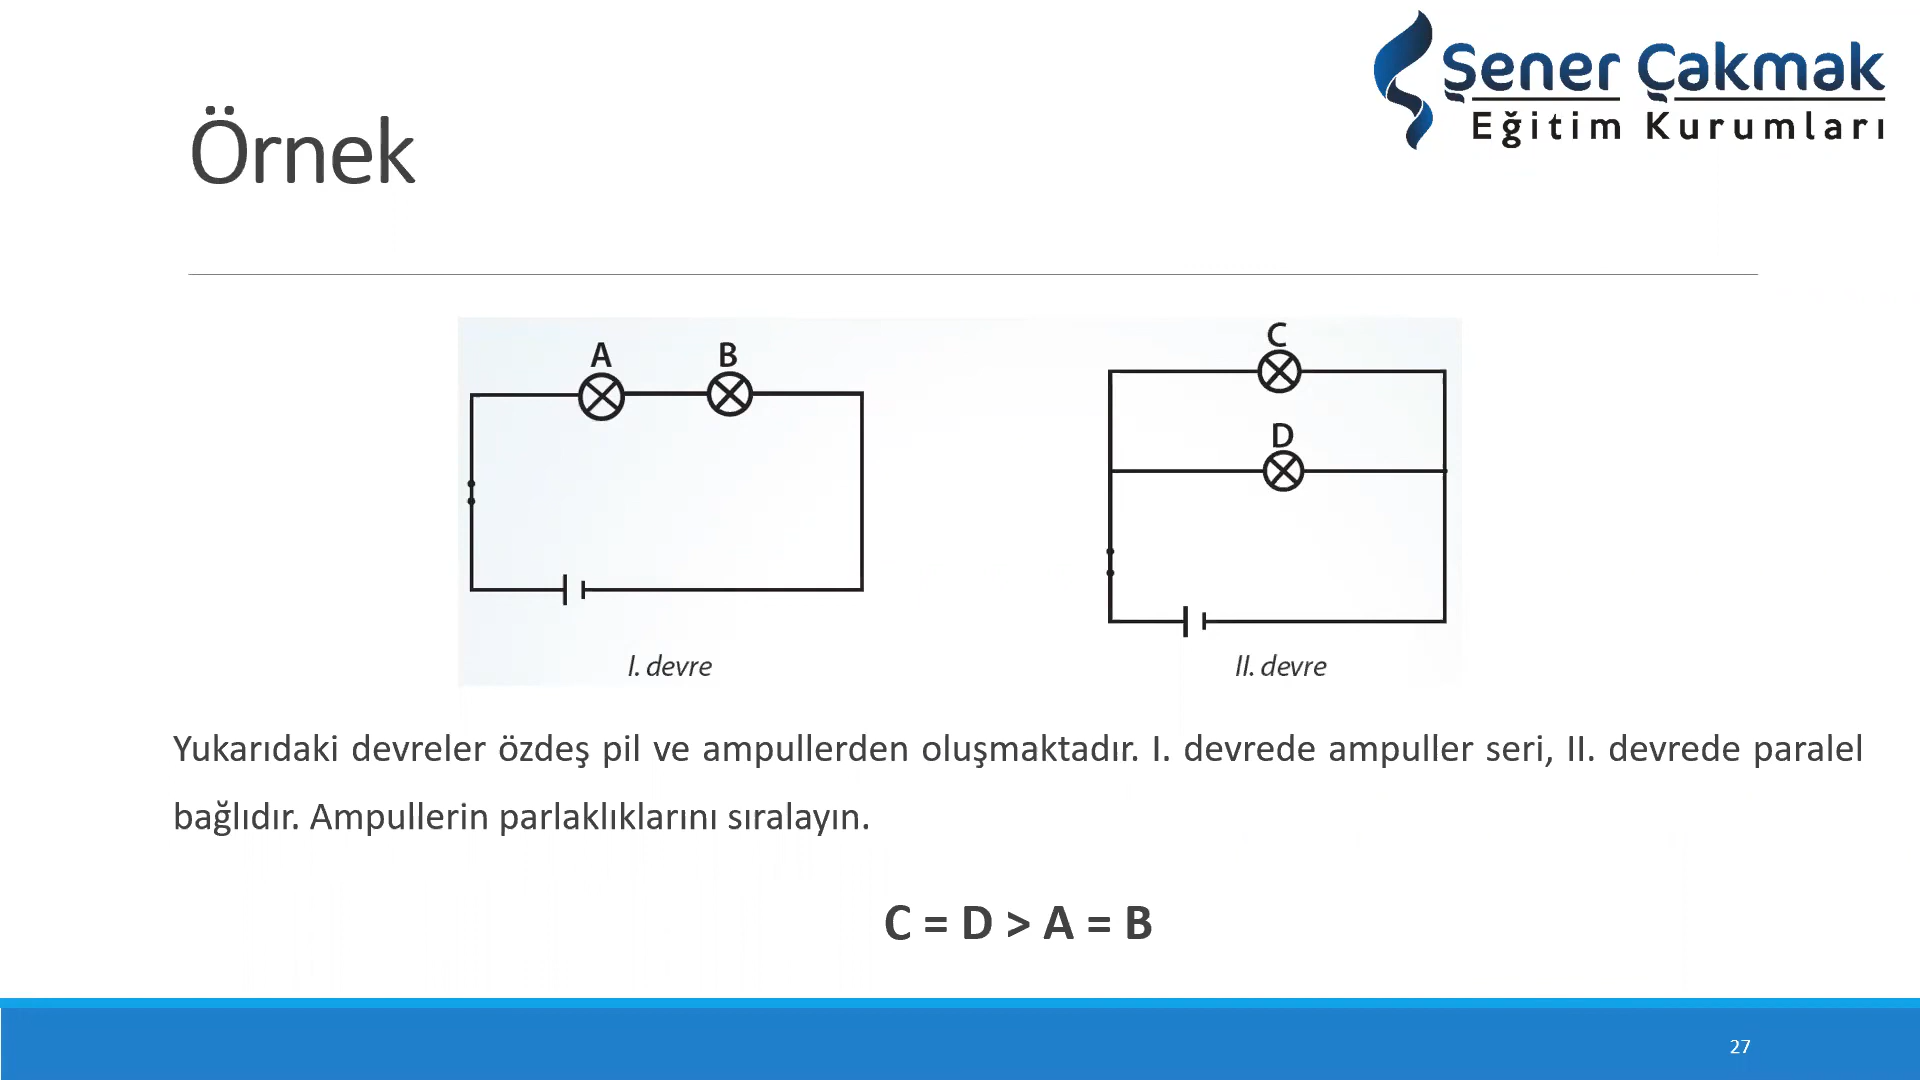 Şener Çakmak
Eğitim Kurumları
Örnek
A
B
C
D
I. devre
II. devre
Yukarıdaki devreler özdeş pil ve ampullerden oluşmaktadır. I. devrede ampuller seri, II. devrede paralel
bağlıdır. Ampullerin parlaklıklarını sıralayın.
C = D > A = B
27